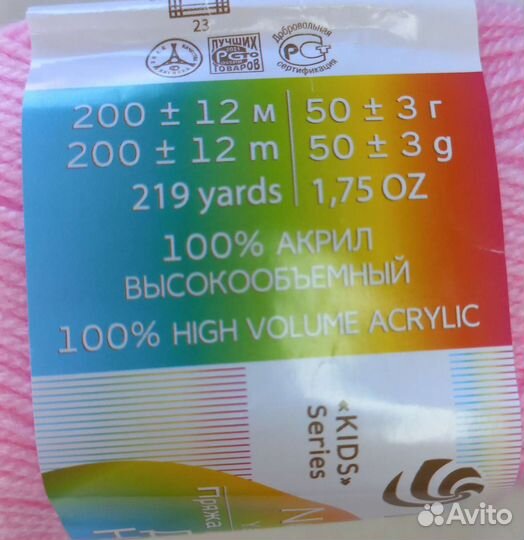 23
ЛУЧШИХ
ТОВАРОВ
Добровольная
сертификация
200 ± 12 м 50 ± 3 г
200 ± 12 m 50 ± 3 g
219 yards 1,75 OZ
100% АКРИЛ
ВЫСОКООБЪЕМНЫЙ
100% HIGH VOLUME ACRYLIC
«KIDS»
Series
Пряжа
Avito